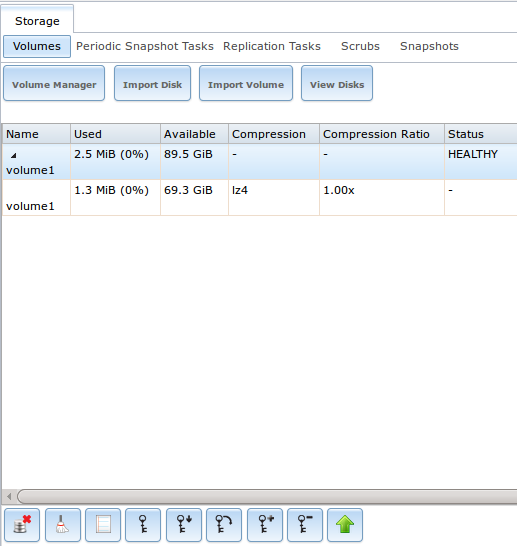 Storage
Volumes Periodic Snapshot Tasks Replication Tasks Scrubs Snapshots
Volume Manager Import Disk Import Volume View Disks
Name Used Available Compression Compression Ratio Status
2.5 MiB (0%) 89.5 GiB - - HEALTHY
volume1
1.3 MiB (0%) 69.3 GiB lz4 1.00x -
volume1